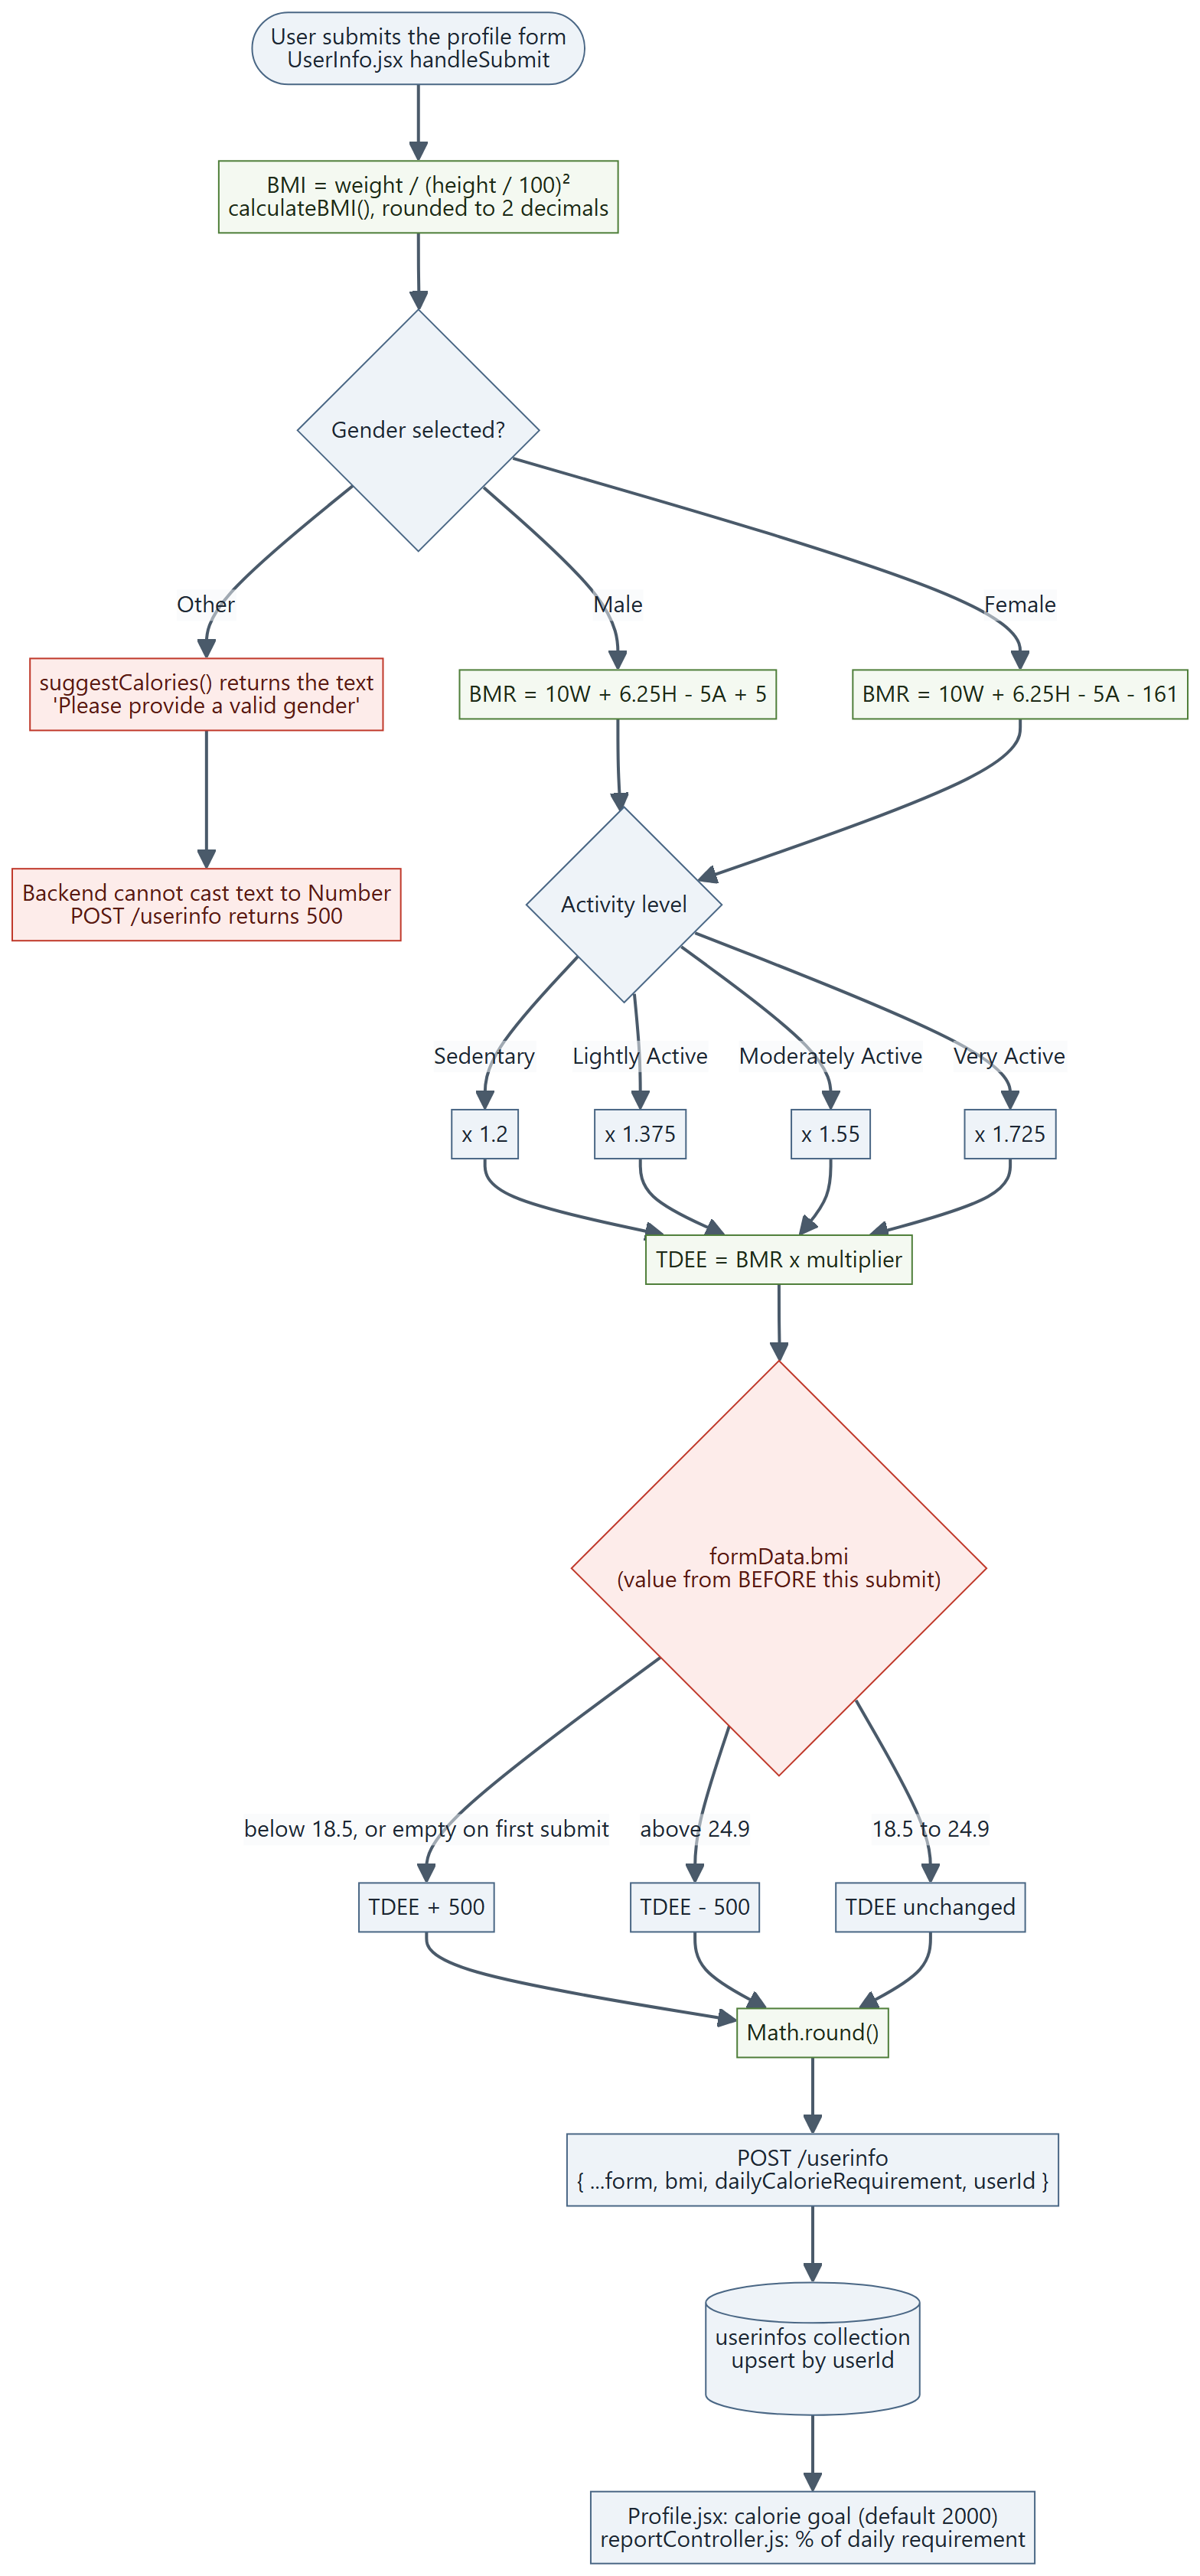 User submits the profile form
UserInfo.jsx handleSubmit
BMI = weight / (height / 100)²
calculateBMI(), rounded to 2 decimals
Gender selected?
Other
Male
Female
suggestCalories() returns the text
'Please provide a valid gender'
BMR = 10W + 6.25H - 5A + 5
BMR = 10W + 6.25H - 5A - 161
Backend cannot cast text to Number
POST /userinfo returns 500
Activity level
Sedentary
Lightly Active
Moderately Active
Very Active
x 1.2
x 1.375
x 1.55
x 1.725
TDEE = BMR x multiplier
formData.bmi
(value from BEFORE this submit)
below 18.5, or empty on first submit
above 24.9
18.5 to 24.9
TDEE + 500
TDEE - 500
TDEE unchanged
Math.round()
POST /userinfo
{ ...form, bmi, dailyCalorieRequirement, userId }
userinfos collection
upsert by userId
Profile.jsx: calorie goal (default 2000)
reportController.js: % of daily requirement